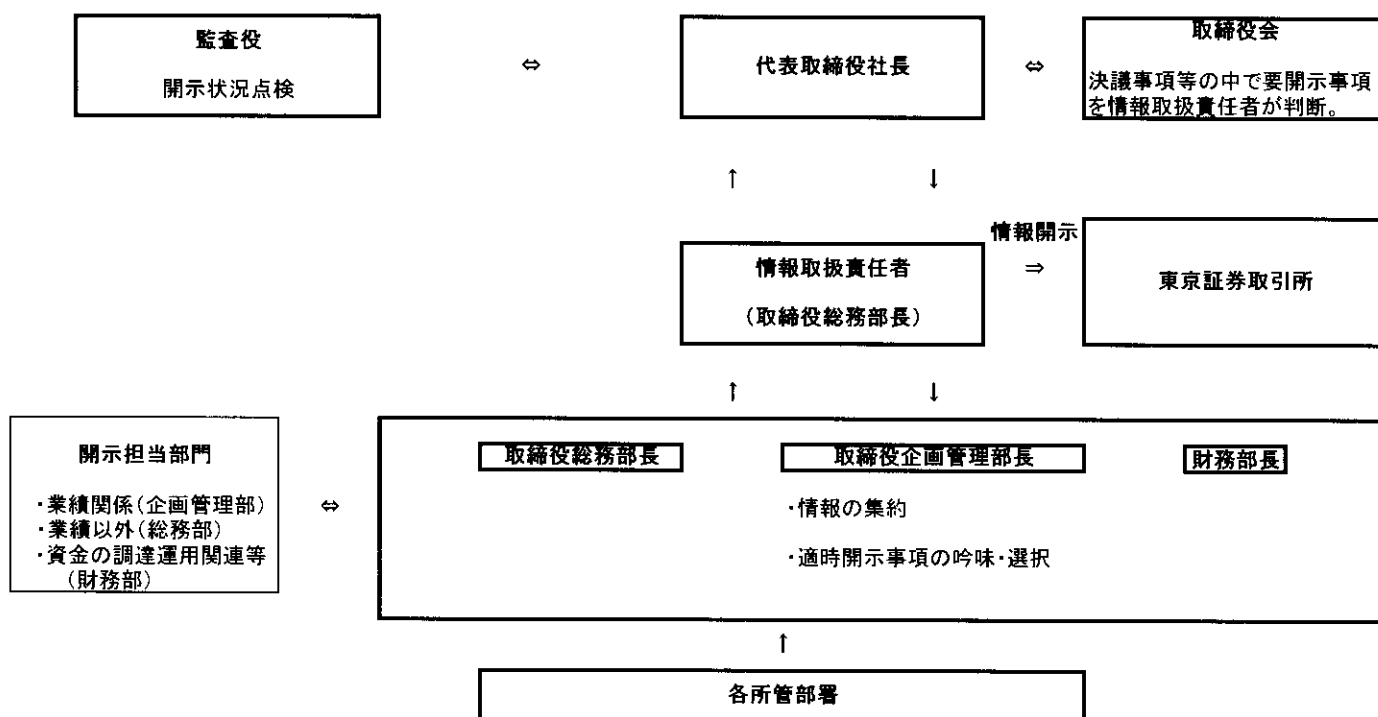 監査役
開示状況点検
⇔
代表取締役社長
⇔
取締役会
決議事項等の中で要開示事項
を情報取扱責任者が判断。
↑ ↓
情報取扱責任者
(取締役総務部長)
情報開示
⇒
東京証券取引所
↑ ↓
開示担当部門
・業績関係(企画管理部)
・業績以外(総務部)
・資金の調達運用関連等
(財務部)
⇔
取締役総務部長
取締役企画管理部長
財務部長
・情報の集約
・適時開示事項の吟味・選択
↑
各所管部署